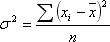 σ² = ∑(xᵢ − x̄)² / n